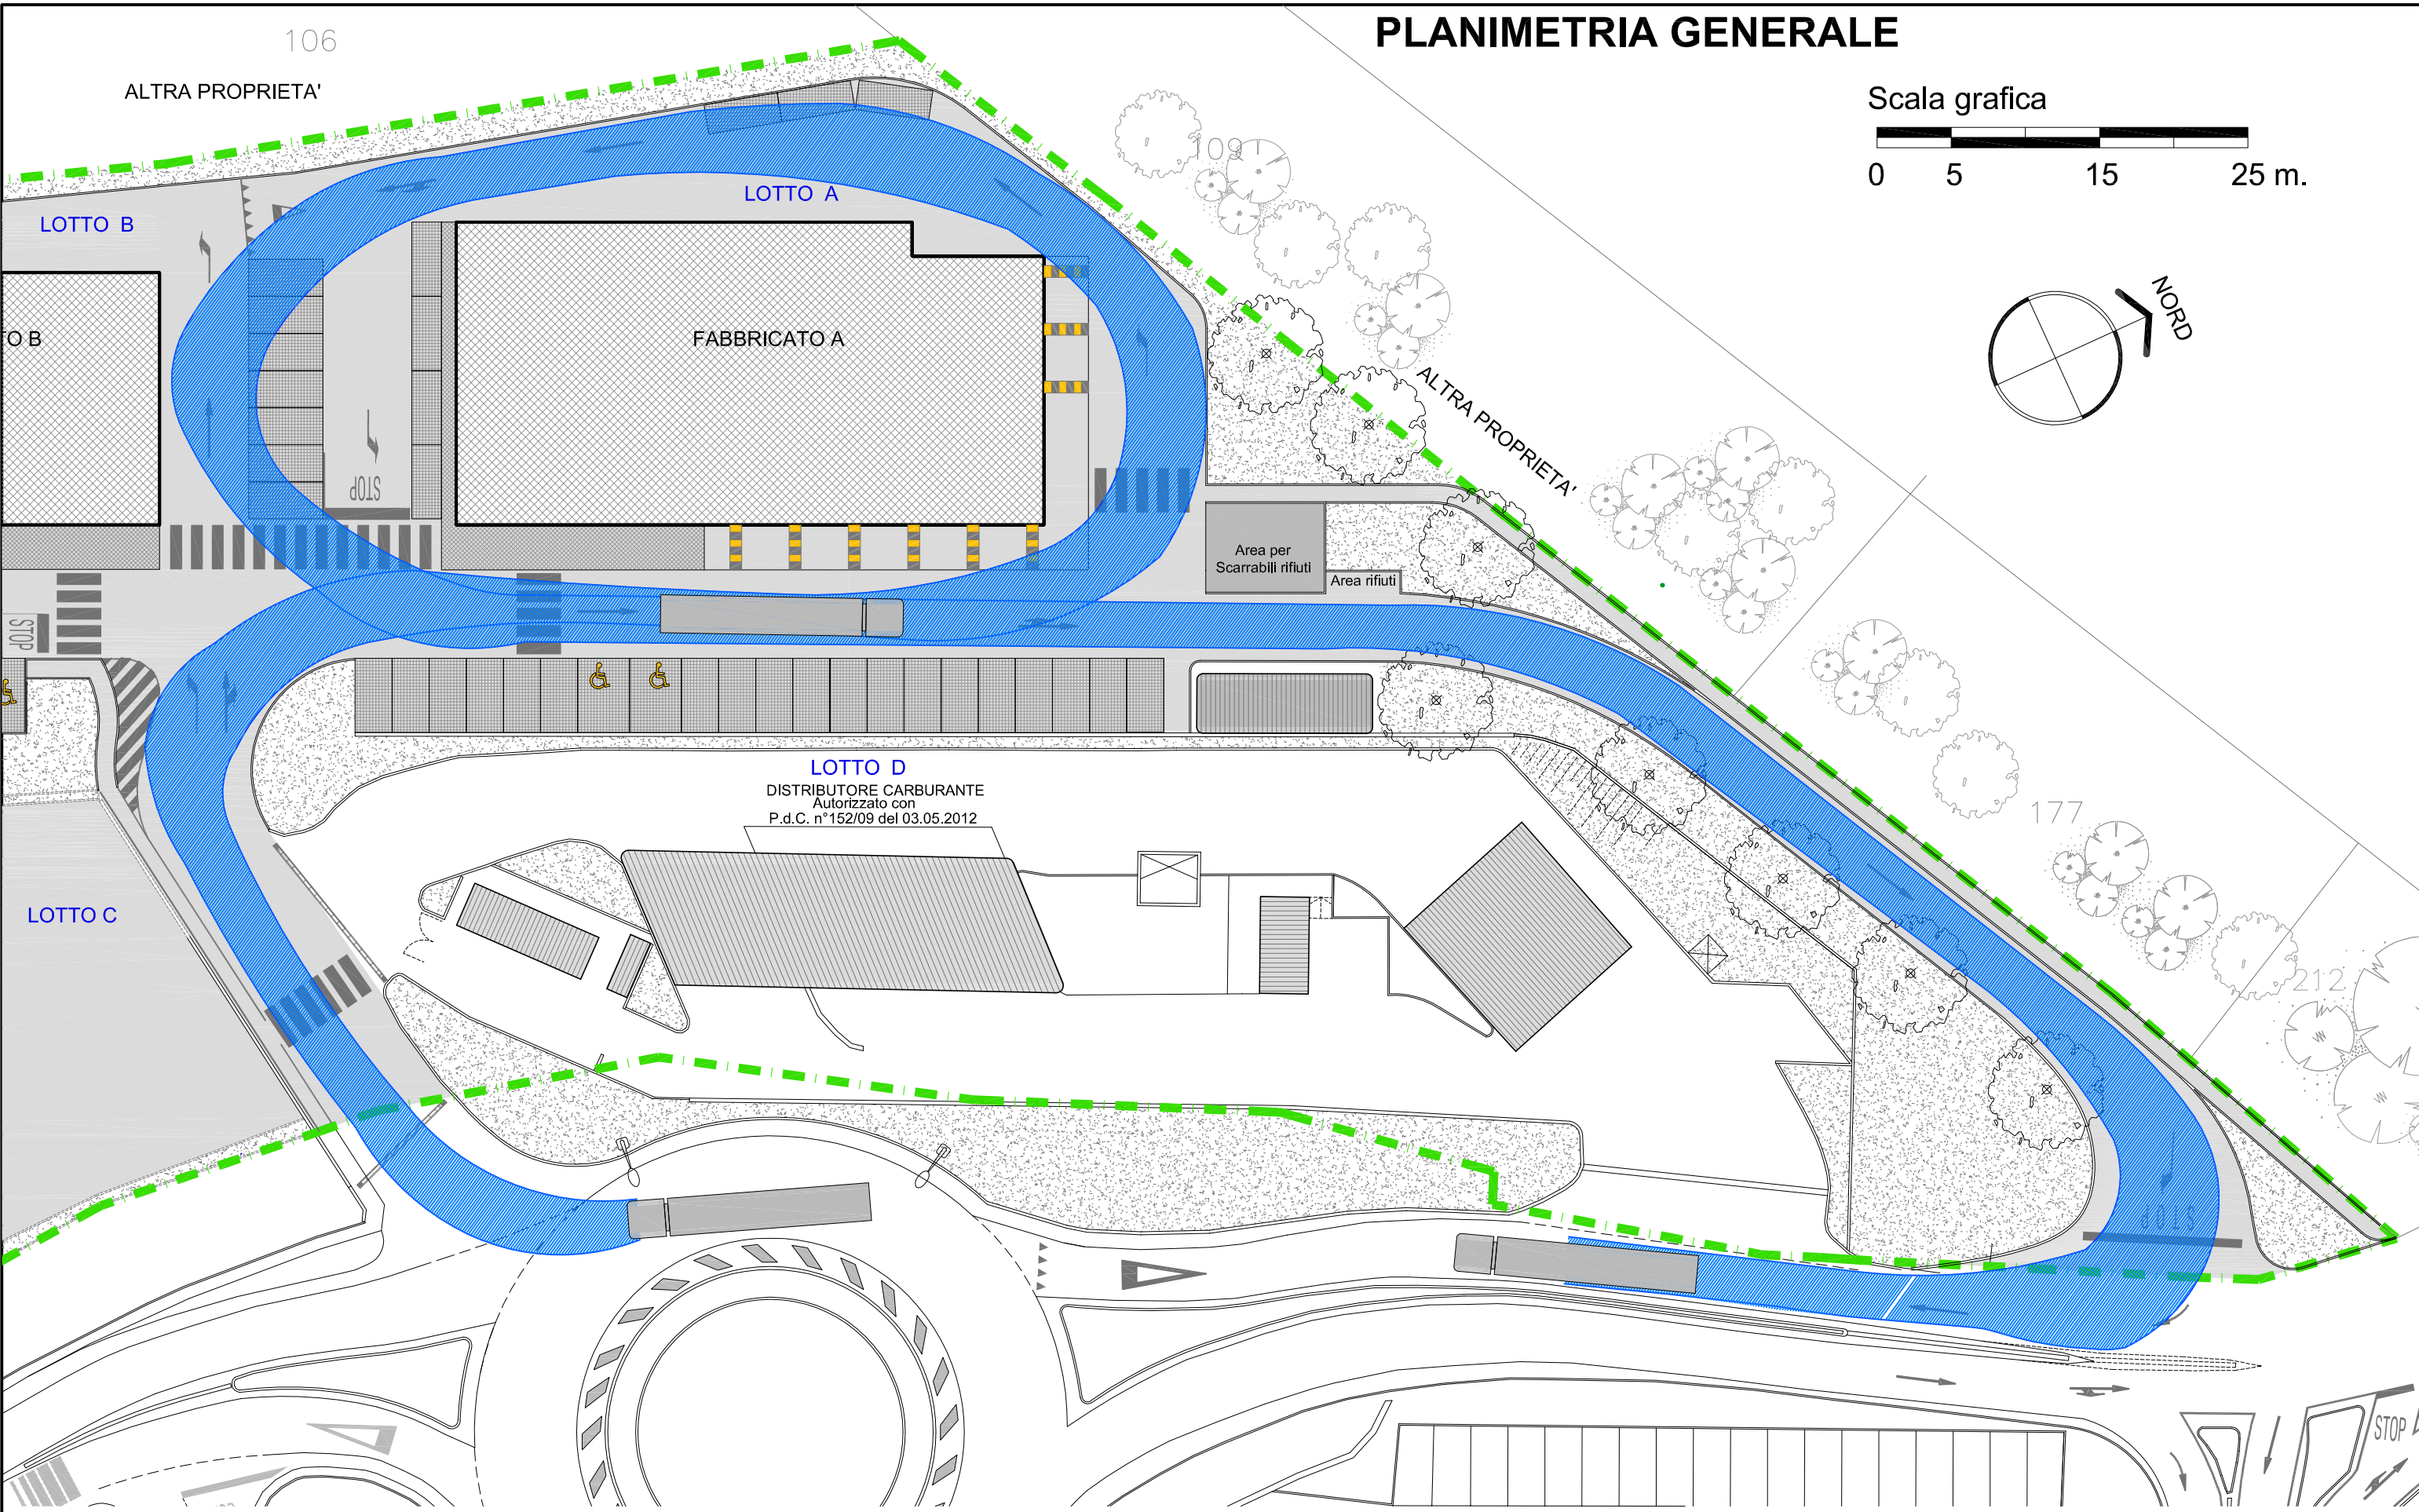 PLANIMETRIA GENERALE
106
ALTRA PROPRIETA'
Scala grafica
0 5 15 25 m.
109
LOTTO A
LOTTO B
NORD
FABBRICATO A
TO B
ALTRA PROPRIETA'
STOP
Area per
Scarrabili rifiuti
Area rifiuti
STOP
LOTTO D
DISTRIBUTORE CARBURANTE
Autorizzato con
P.d.C. n°152/09 del 03.05.2012
177
LOTTO C
212
STOP
STOP